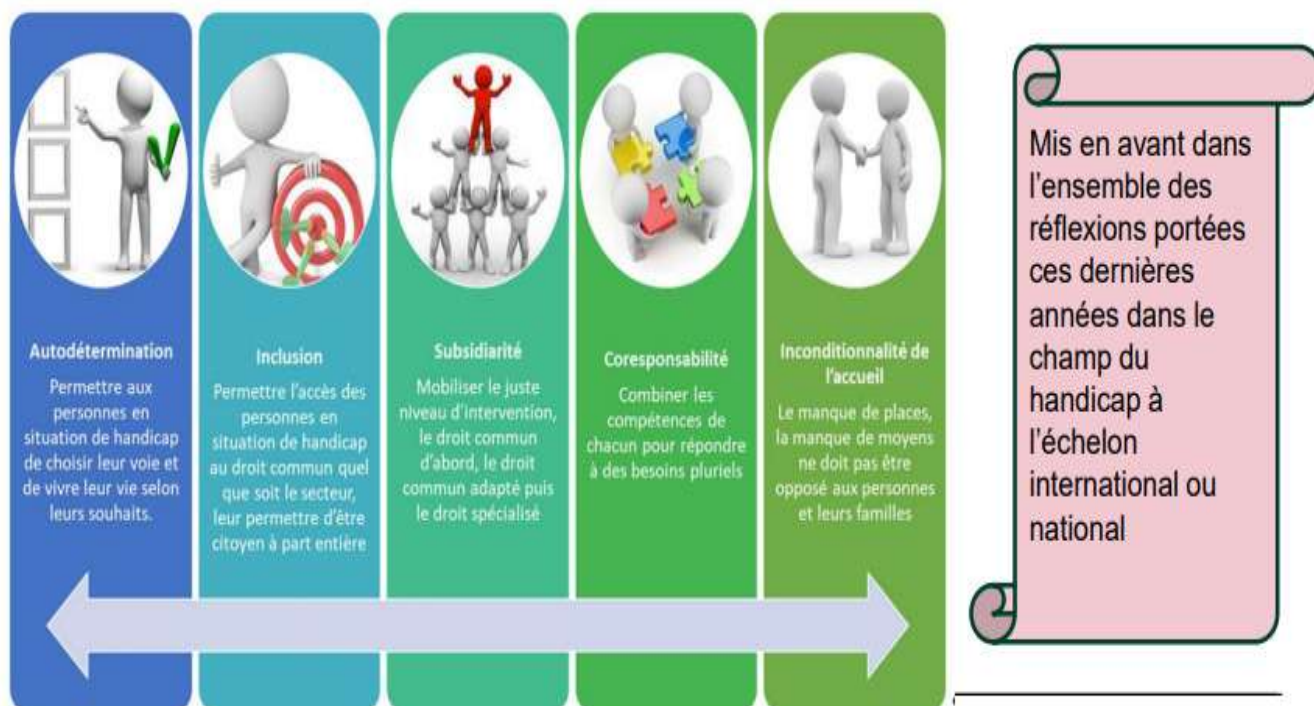 Autodétermination
Permettre aux
personnes en
situation de handicap
de choisir leur voie et
de vivre leur vie selon
leurs souhaits.
Inclusion
Permettre l'accès des
personnes en
situation de handicap
au droit commun quel
que soit le secteur,
leur permettre d'être
citoyen à part entière
Subsidiarité
Mobiliser le juste
niveau d'intervention,
le droit commun
d'abord, le droit
commun adapté puis
le droit spécialisé
Coresponsabilité
Combiner les
compétences de
chacun pour répondre
à des besoins pluriels
Inconditionnalité de
l'accueil
Le manque de places,
la manque de moyens
ne doit pas être
opposé aux personnes
et leurs familles
Mis en avant dans
l'ensemble des
réflexions portées
ces dernières
années dans le
champ du
handicap à
l'échelon
international ou
national